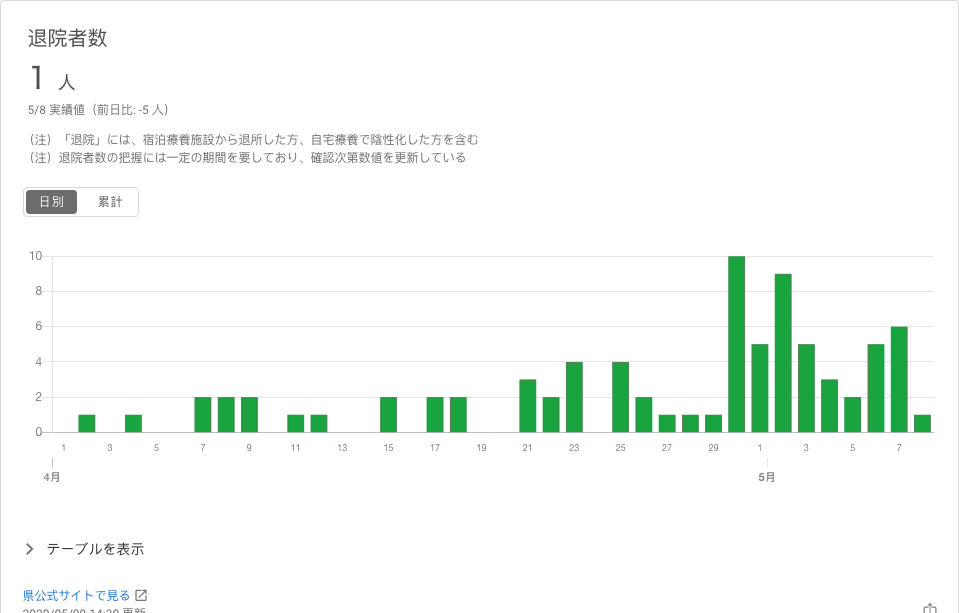 退院者数
1 人
5/8 実績値（前日比: -5 人）
（注）「退院」には、宿泊療養施設から退所した方、自宅療養で陰性化した方を含む
（注）退院者数の把握には一定の期間を要しており、確認次第数値を更新している
日別 累計
10
8
6
4
2
0
1 3 5 7 9 11 13 15 17 19 21 23 25 27 29 1 3 5 7
4月 5月
テーブルを表示
県公式サイトで見る